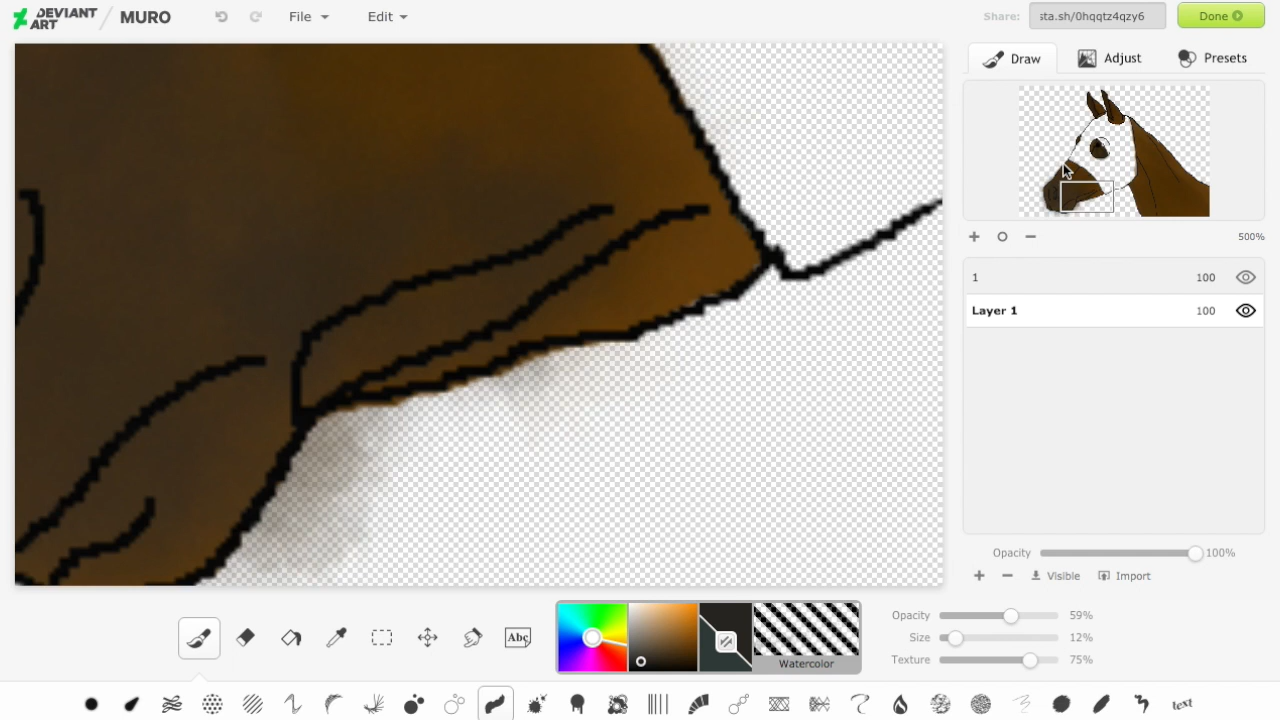 DEVIANT ART / MURO
File
Edit
Share:
sta.sh/0hqqtz4qzy6
Done
Draw
Adjust
Presets
500%
1 100
Layer 1 100
Opacity 100%
Visible
Import
Abc
Watercolor
Opacity 59%
Size 12%
Texture 75%
text